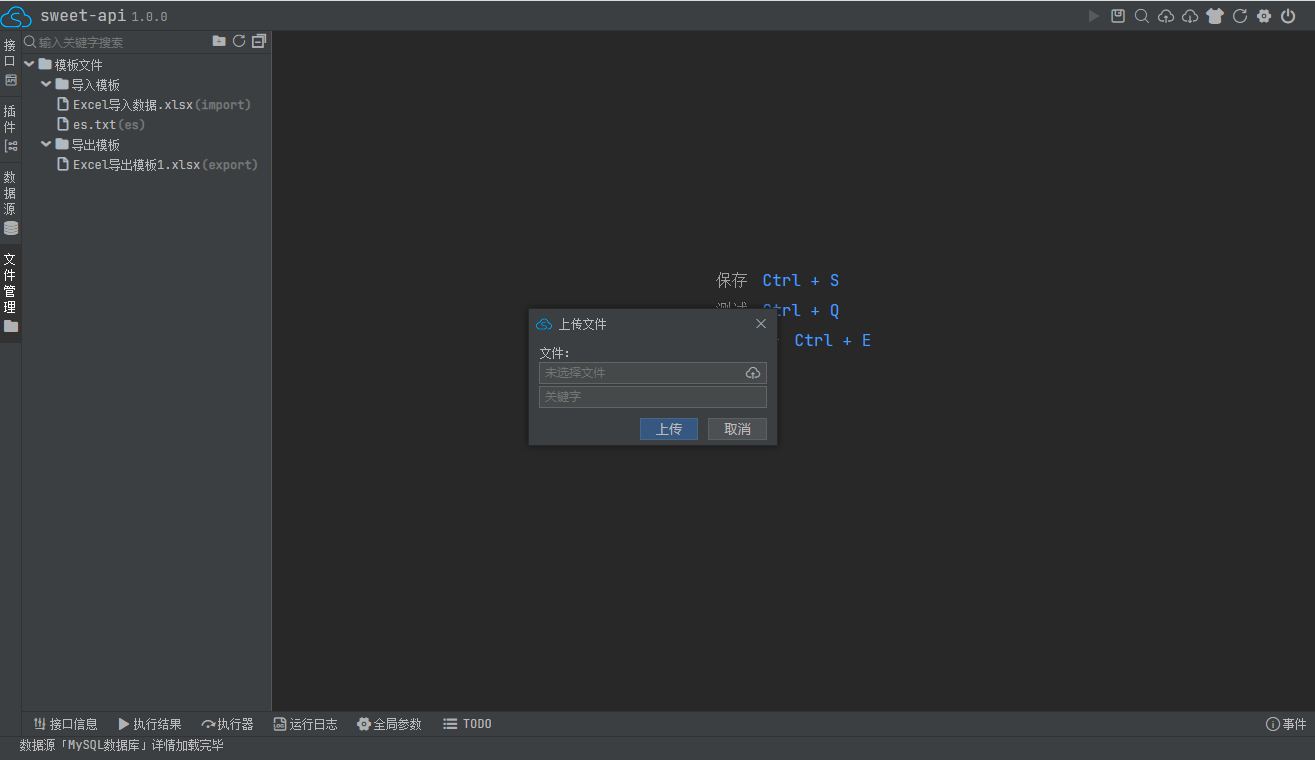 sweet-api 1.0.0
接口
插件
数据源
文件管理
输入关键字搜索
模板文件
导入模板
Excel导入数据.xlsx(import)
es.txt(es)
导出模板
Excel导出模板1.xlsx(export)
保存 Ctrl + S
测试 Ctrl + Q
Ctrl + E
上传文件
文件:
未选择文件
关键字
上传 取消
接口信息 执行结果 执行器 运行日志 全局参数 TODO 事件
数据源「MySQL数据库」详情加载完毕